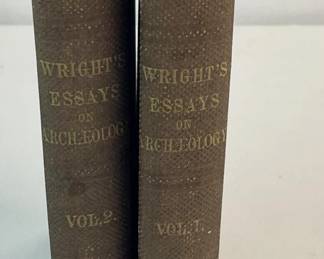 WRIGHT'S
ESSAYS
ON
ARCHÆOLOGY
VOL. 2.
WRIGHT'S
ESSAYS
ON
ARCHÆOLOGY
VOL. I.